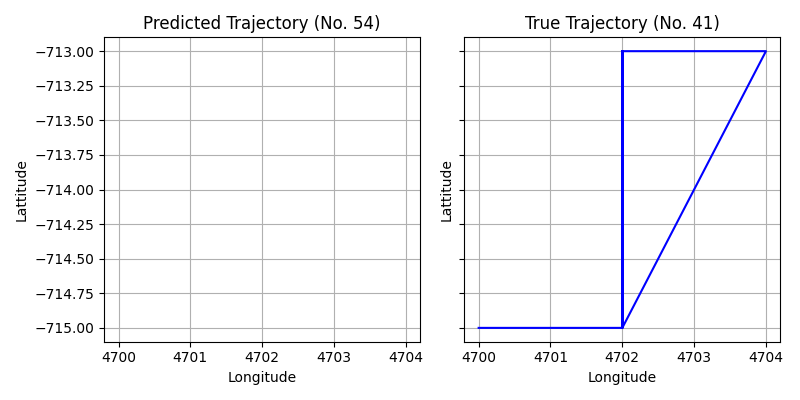 Predicted Trajectory (No. 54)
True Trajectory (No. 41)
−713.00
−713.25
−713.50
−713.75
−714.00
−714.25
−714.50
−714.75
−715.00
Lattitude
Lattitude
4700 4701 4702 4703 4704
4700 4701 4702 4703 4704
Longitude
Longitude